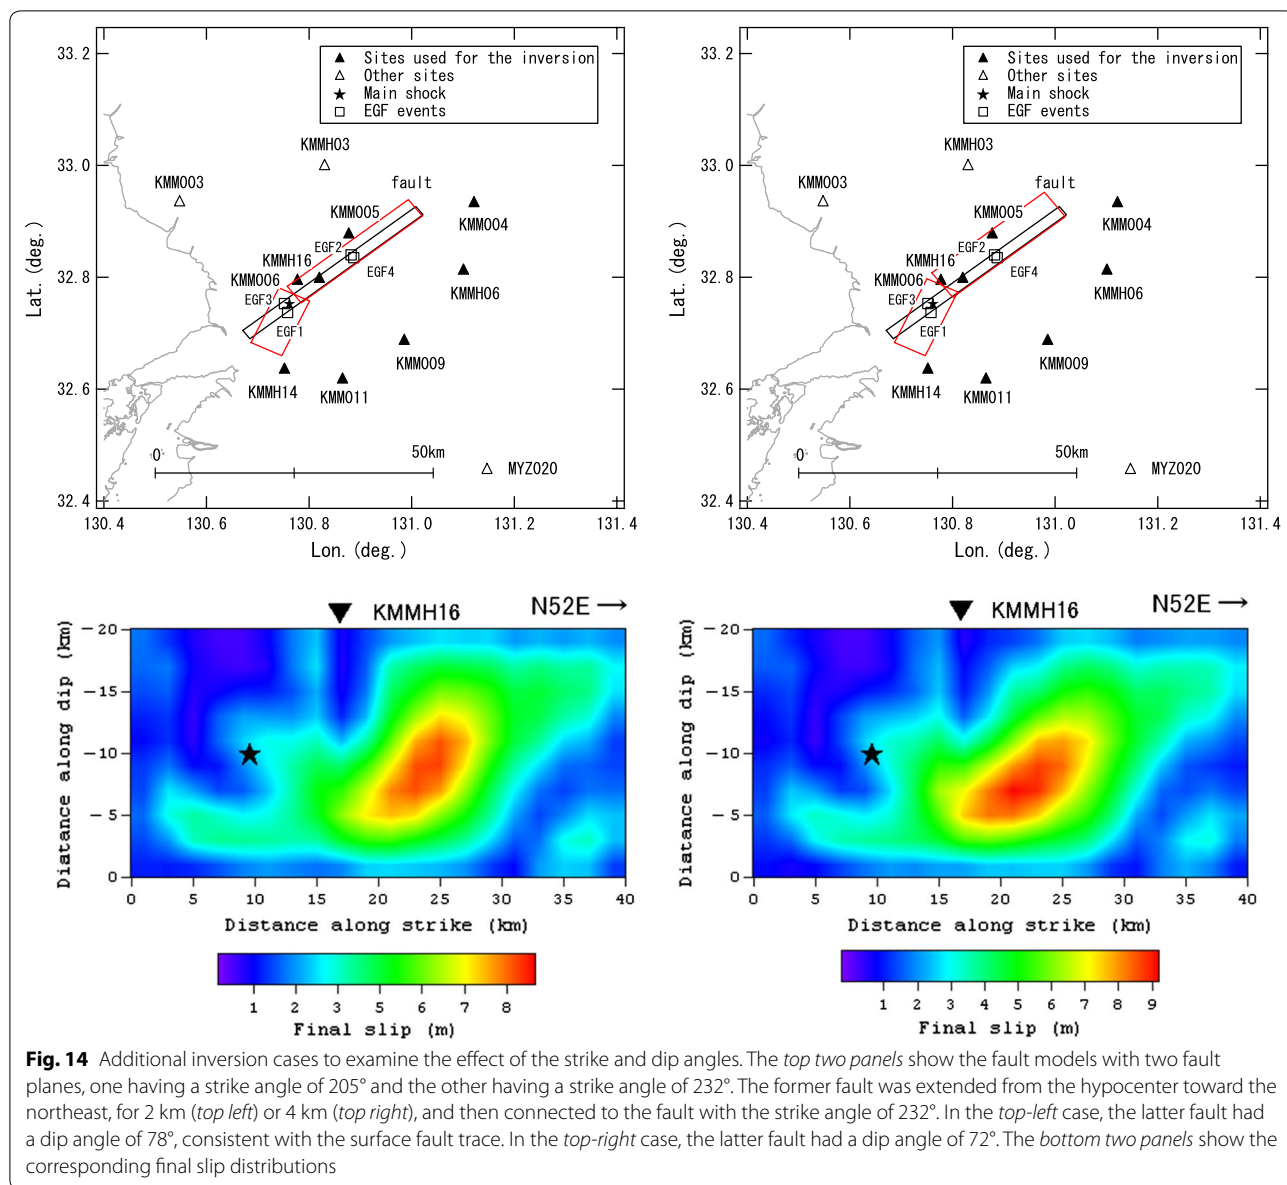 33.2
33.0
32.8
32.6
32.4
Lat. (deg.)
130.4 130.6 130.8 131.0 131.2 131.4
Lon. (deg.)
▲ Sites used for the inversion
△ Other sites
★ Main shock
□ EGF events
KMMH03
KMM003
fault
KMM005
KMM004
EGF2
KMMH16
KMM006
EGF4
KMMH06
EGF3
EGF1
KMM009
KMMH14
KMM011
0 50km
MYZ020
33.2
33.0
32.8
32.6
32.4
Lat. (deg.)
130.4 130.6 130.8 131.0 131.2 131.4
Lon. (deg.)
▲ Sites used for the inversion
△ Other sites
★ Main shock
□ EGF events
KMMH03
KMM003
fault
KMM005
KMM004
EGF2
KMMH16
KMM006
EGF4
KMMH06
EGF3
EGF1
KMM009
KMMH14
KMM011
0 50km
MYZ020
▼ KMMH16 N52E →
−20
−15
−10
−5
0
Diatance along dip (km)
0 5 10 15 20 25 30 35 40
Distance along strike (km)
1 2 3 4 5 6 7 8
Final slip (m)
▼ KMMH16 N52E →
−20
−15
−10
−5
0
Diatance along dip (km)
0 5 10 15 20 25 30 35 40
Distance along strike (km)
1 2 3 4 5 6 7 8 9
Final slip (m)
Fig. 14 Additional inversion cases to examine the effect of the strike and dip angles. The top two panels show the fault models with two fault
planes, one having a strike angle of 205° and the other having a strike angle of 232°. The former fault was extended from the hypocenter toward the
northeast, for 2 km (top left) or 4 km (top right), and then connected to the fault with the strike angle of 232°. In the top-left case, the latter fault had
a dip angle of 78°, consistent with the surface fault trace. In the top-right case, the latter fault had a dip angle of 72°. The bottom two panels show the
corresponding final slip distributions